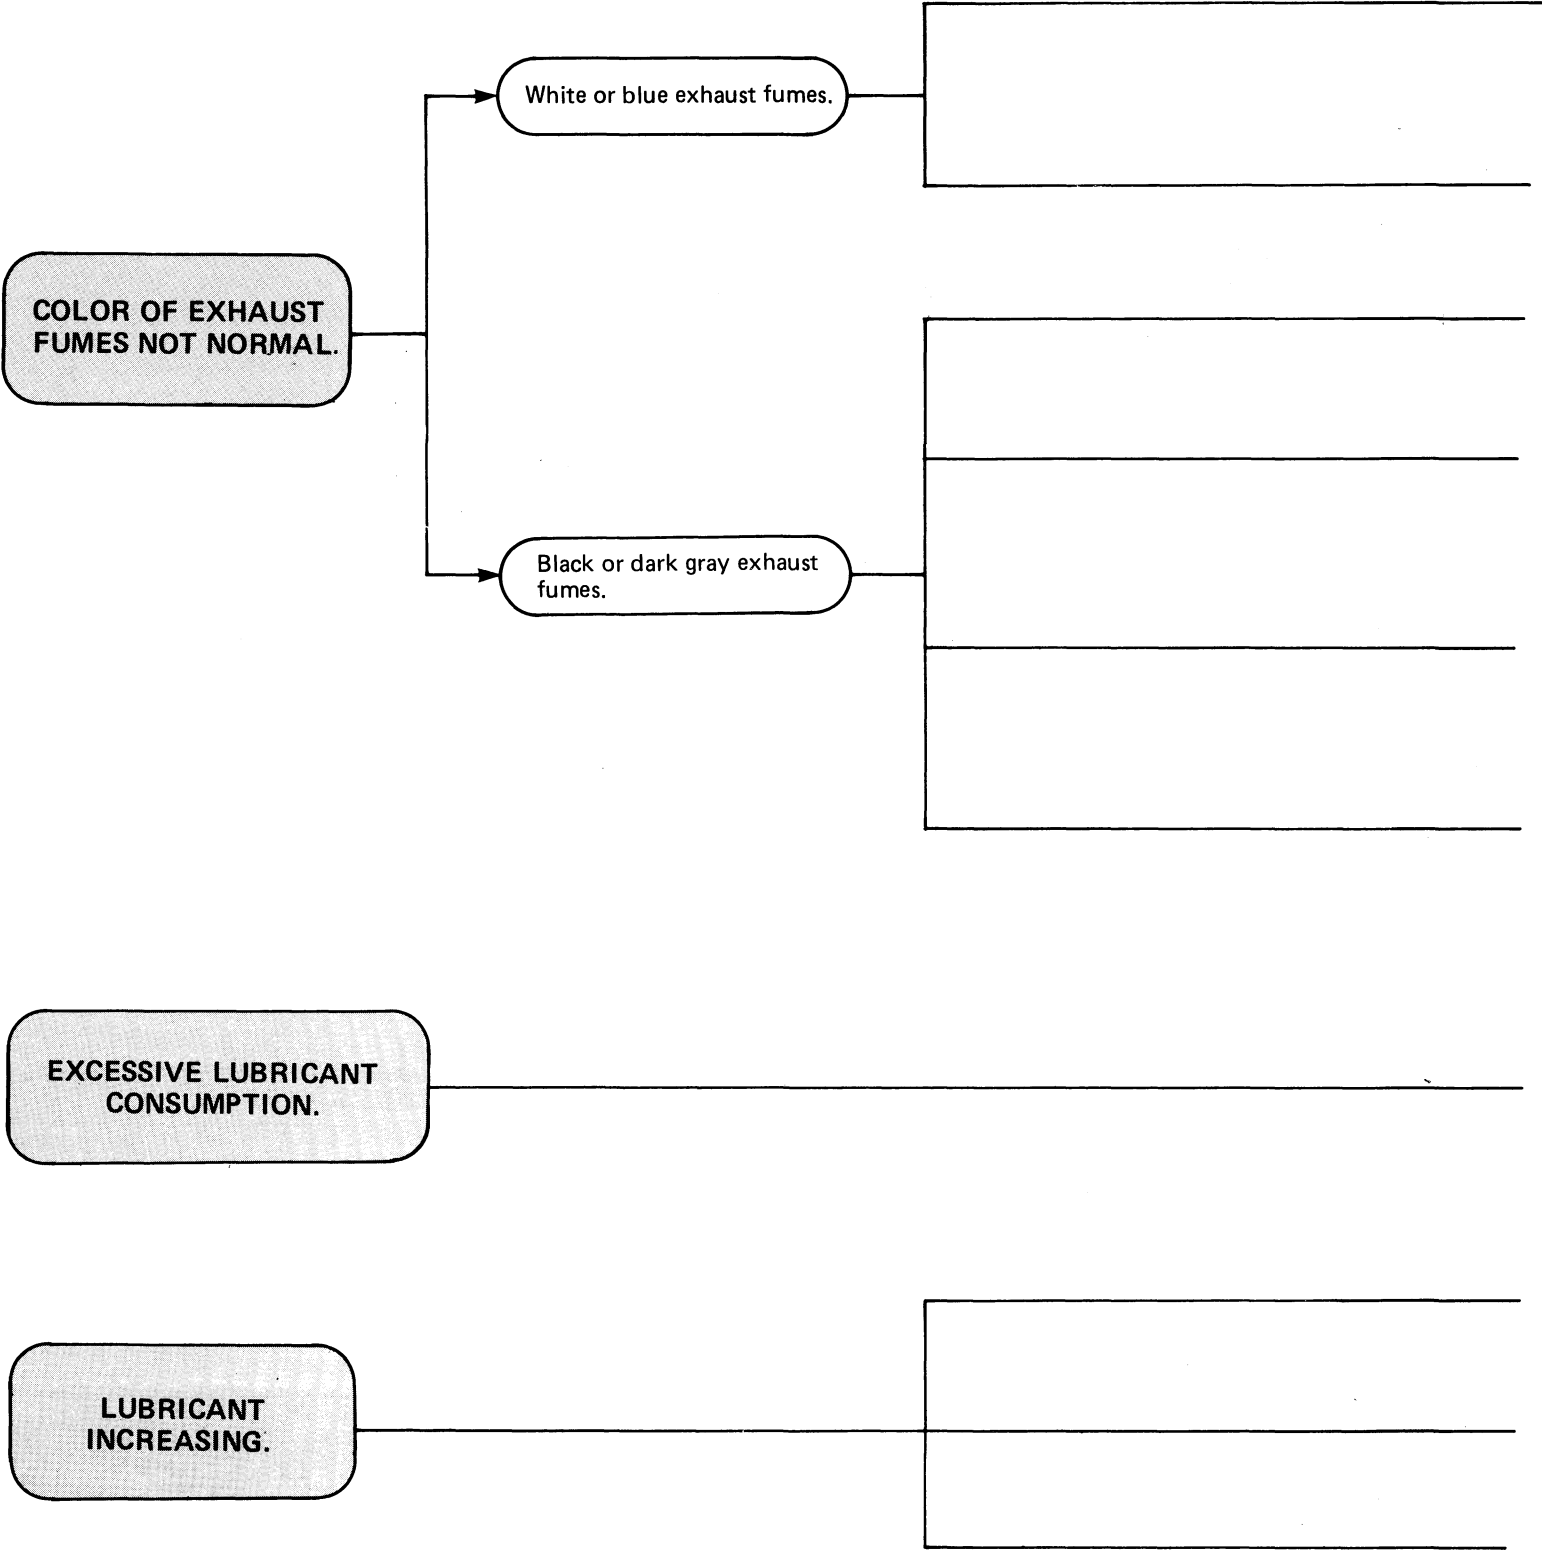 White or blue exhaust fumes.
COLOR OF EXHAUST
FUMES NOT NORMAL.
Black or dark gray exhaust
fumes.
EXCESSIVE LUBRICANT
CONSUMPTION.
LUBRICANT
INCREASING.